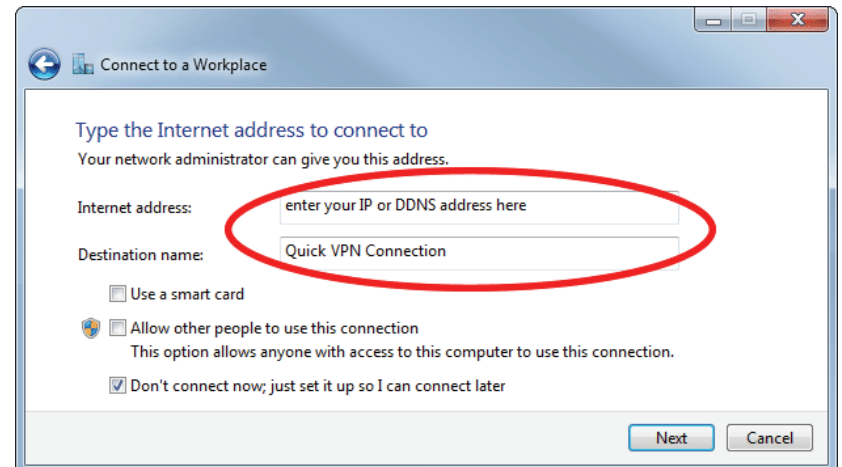 Connect to a Workplace
Type the Internet address to connect to
Your network administrator can give you this address.
Internet address:
enter your IP or DDNS address here
Destination name:
Quick VPN Connection
Use a smart card
Allow other people to use this connection
This option allows anyone with access to this computer to use this connection.
Don't connect now; just set it up so I can connect later
Next
Cancel